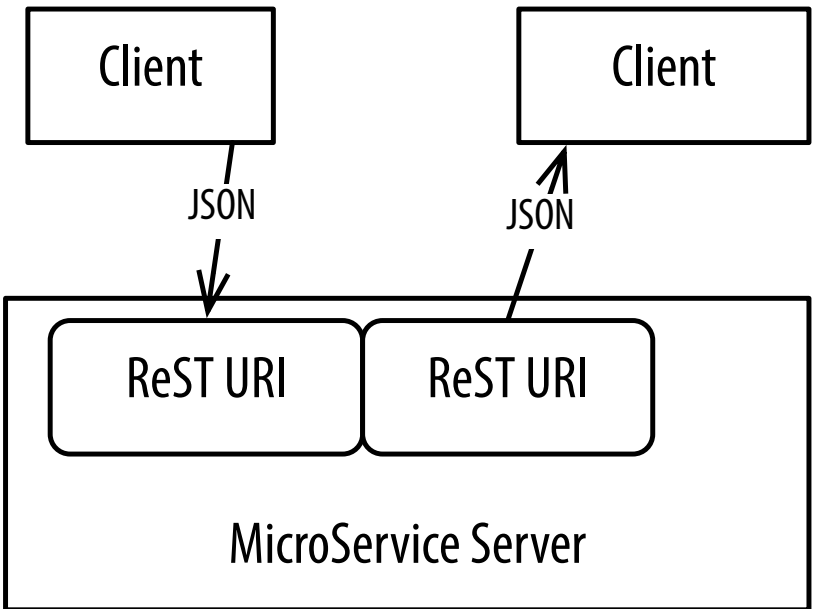 Client
Client
JSON
JSON
ReST URI
ReST URI
MicroService Server